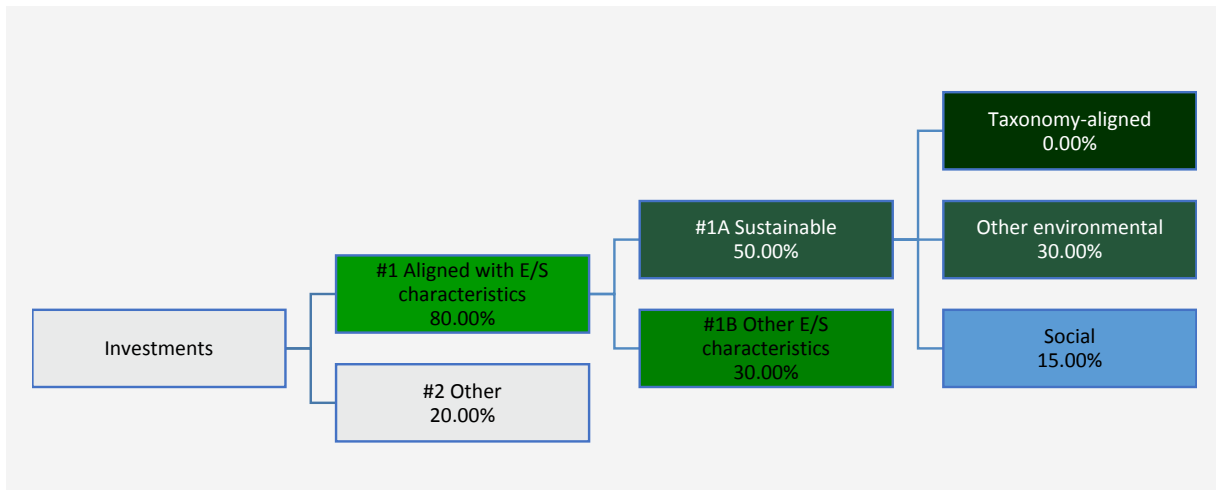 Investments
#1 Aligned with E/S
characteristics
80.00%
#2 Other
20.00%
#1A Sustainable
50.00%
#1B Other E/S
characteristics
30.00%
Taxonomy-aligned
0.00%
Other environmental
30.00%
Social
15.00%